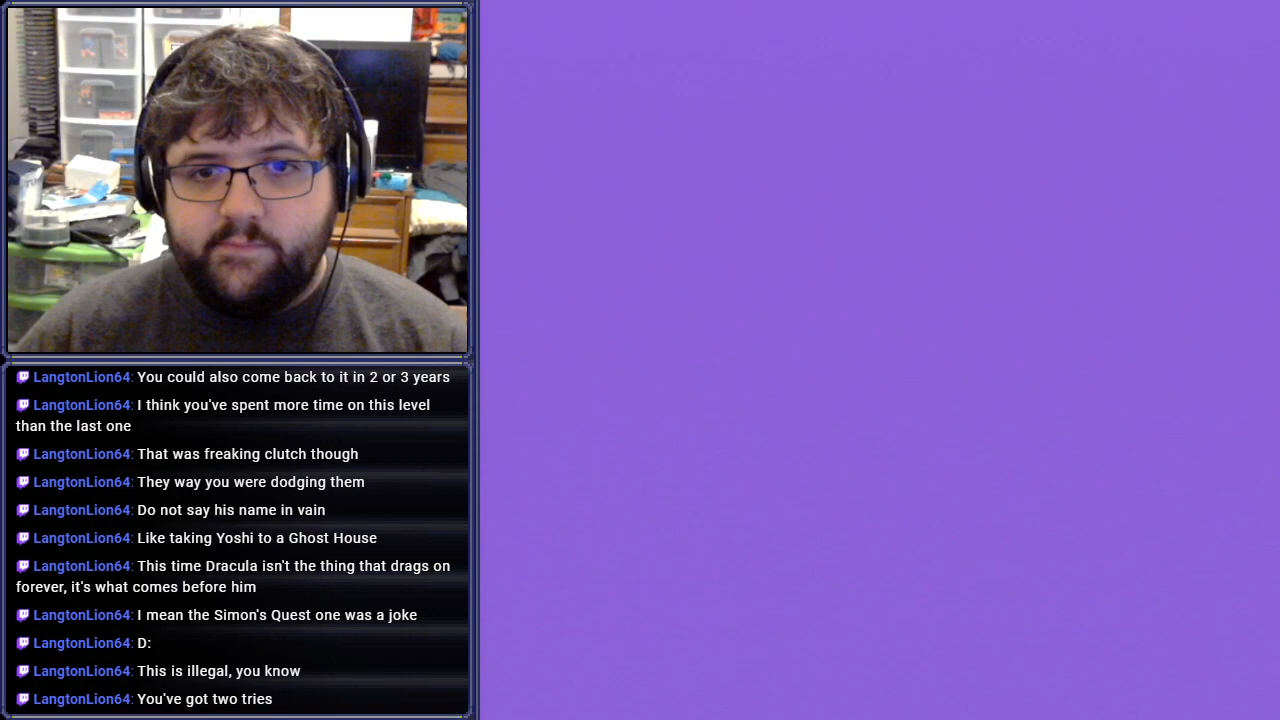 LangtonLion64: You could also come back to it in 2 or 3 years
LangtonLion64: I think you've spent more time on this level
than the last one
LangtonLion64: That was freaking clutch though
LangtonLion64: They way you were dodging them
LangtonLion64: Do not say his name in vain
LangtonLion64: Like taking Yoshi to a Ghost House
LangtonLion64: This time Dracula isn't the thing that drags on
forever, it's what comes before him
LangtonLion64: I mean the Simon's Quest one was a joke
LangtonLion64: D:
LangtonLion64: This is illegal, you know
LangtonLion64: You've got two tries